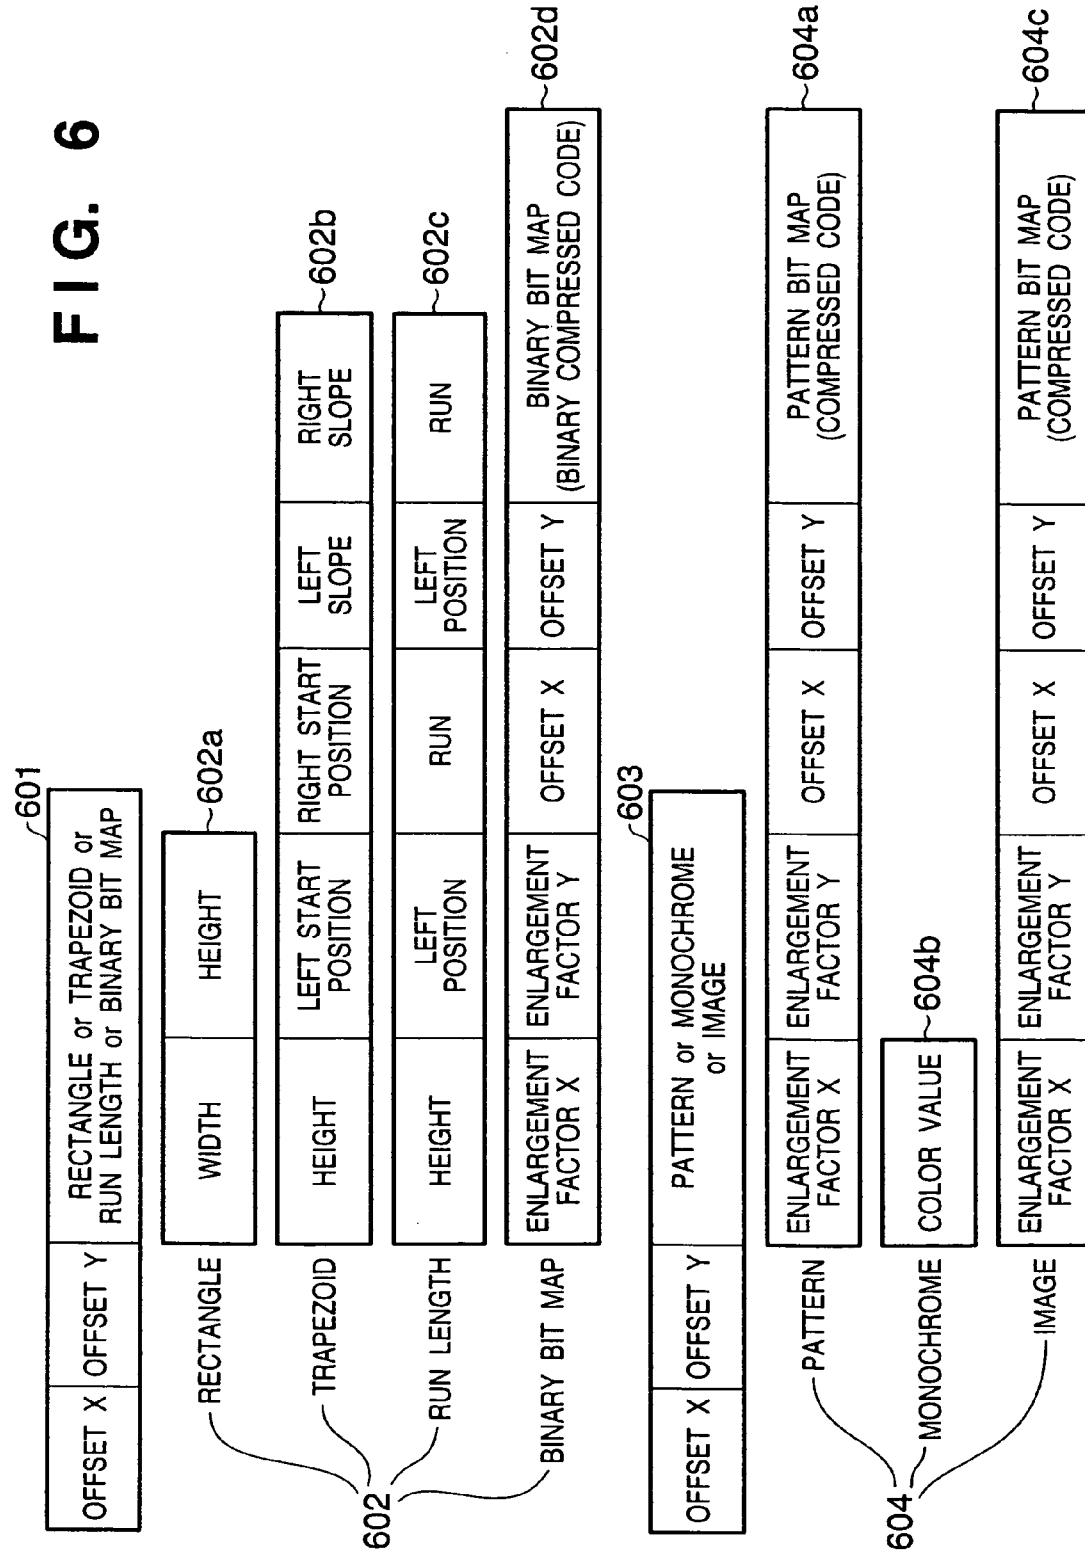 FIG. 6
601
OFFSET X
OFFSET Y
RECTANGLE or TRAPEZOID or
RUN LENGTH or BINARY BIT MAP
602
RECTANGLE
WIDTH
HEIGHT
602a
TRAPEZOID
HEIGHT
LEFT START
POSITION
RIGHT START
POSITION
LEFT
SLOPE
RIGHT
SLOPE
602b
RUN LENGTH
HEIGHT
LEFT
POSITION
RUN
LEFT
POSITION
RUN
602c
BINARY BIT MAP
ENLARGEMENT
FACTOR X
ENLARGEMENT
FACTOR Y
OFFSET X
OFFSET Y
BINARY BIT MAP
(BINARY COMPRESSED CODE)
602d
603
OFFSET X
OFFSET Y
PATTERN or MONOCHROME
or IMAGE
604
PATTERN
ENLARGEMENT
FACTOR X
ENLARGEMENT
FACTOR Y
OFFSET X
OFFSET Y
PATTERN BIT MAP
(COMPRESSED CODE)
604a
MONOCHROME
COLOR VALUE
604b
IMAGE
ENLARGEMENT
FACTOR X
ENLARGEMENT
FACTOR Y
OFFSET X
OFFSET Y
PATTERN BIT MAP
(COMPRESSED CODE)
604c